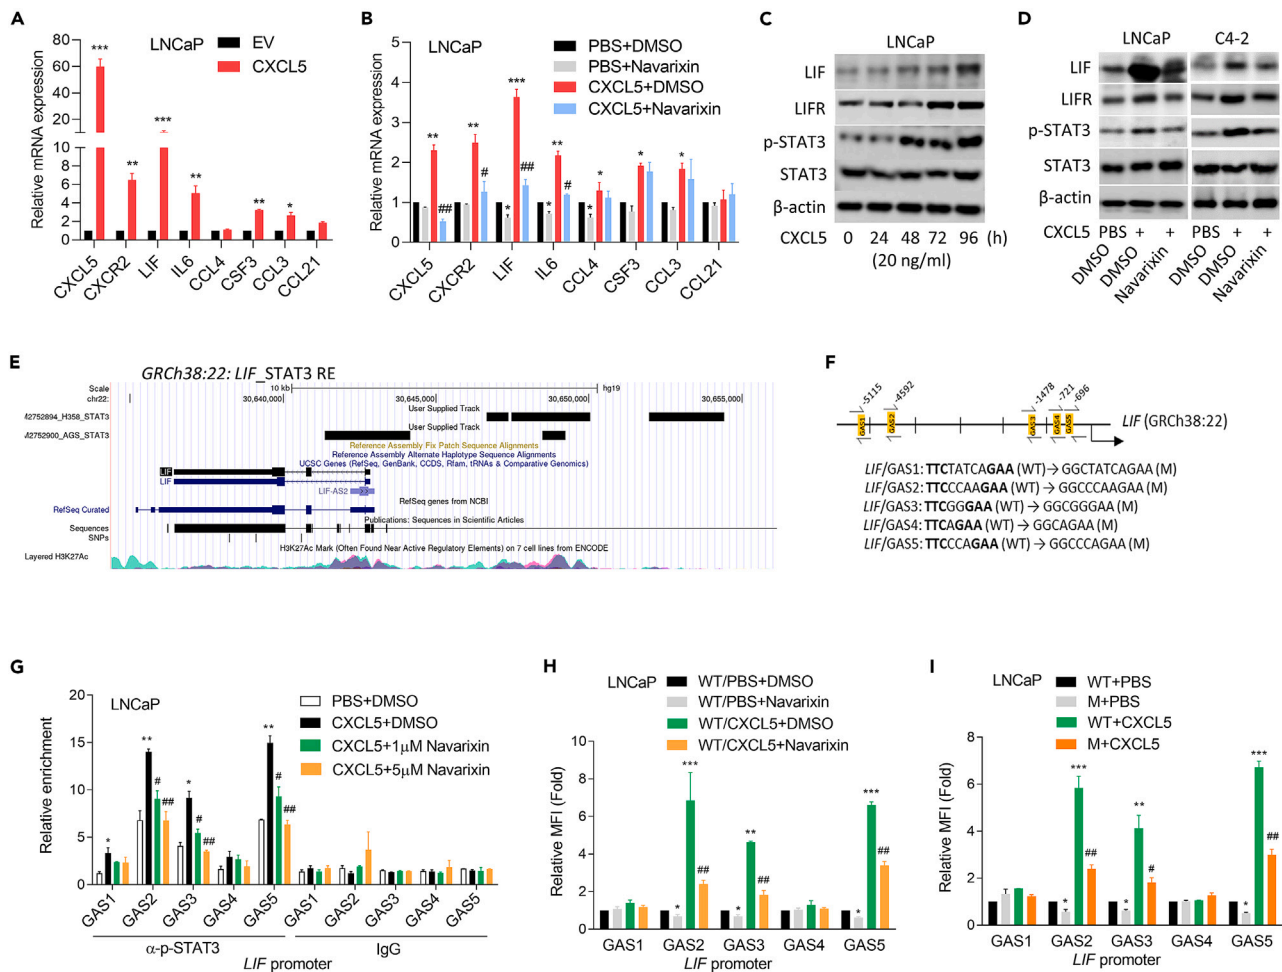 A
LNCaP
EV
CXCL5
Relative mRNA expression
80
60
40
20
10
8
6
4
2
0
***
**
***
**
**
*
CXCL5
CXCR2
LIF
IL6
CCL4
CSF3
CCL3
CCL21
B
LNCaP
PBS+DMSO
PBS+Navarixin
CXCL5+DMSO
CXCL5+Navarixin
Relative mRNA expression
5
4
3
2
1
0
**
##
**
#
***
*
##
**
*
#
*
*
*
*
CXCL5
CXCR2
LIF
IL6
CCL4
CSF3
CCL3
CCL21
C
LNCaP
LIF
LIFR
p-STAT3
STAT3
β-actin
CXCL5 0 24 48 72 96 (h)
(20 ng/ml)
D
LNCaP C4-2
LIF
LIFR
p-STAT3
STAT3
β-actin
CXCL5 PBS + + PBS + +
DMSO
DMSO
Navarixin
DMSO
DMSO
Navarixin
E
GRCh38:22: LIF_STAT3 RE
Scale 10 kb hg19
chr22: 30,640,000 30,645,000 30,650,000 30,655,000
User Supplied Track
M2752894_H358_STAT3
User Supplied Track
M2752900_AGS_STAT3
Reference Assembly Fix Patch Sequence Alignments
Reference Assembly Alternate Haplotype Sequence Alignments
UCSC Genes (RefSeq, GenBank, CCDS, Rfam, tRNAs & Comparative Genomics)
LIF
LIF
LIF-AS2
RefSeq genes from NCBI
RefSeq Curated
Publications: Sequences in Scientific Articles
Sequences
SNPs
H3K27Ac Mark (Often Found Near Active Regulatory Elements) on 7 cell lines from ENCODE
Layered H3K27Ac
F
-5115
-4592
-1478
-721
-696
GAS1
GAS2
GAS3
GAS4
GAS5
LIF (GRCh38:22)
LIF/GAS1: TTCTATCAGAA (WT) → GGCTATCAGAA (M)
LIF/GAS2: TTCCCAAGAA (WT) → GGCCCAAGAA (M)
LIF/GAS3: TTCGGGAA (WT) → GGCGGGAA (M)
LIF/GAS4: TTCAGAA (WT) → GGCAGAA (M)
LIF/GAS5: TTCCCAGAA (WT) → GGCCCAGAA (M)
G
LNCaP
PBS+DMSO
CXCL5+DMSO
CXCL5+1µM Navarixin
CXCL5+5µM Navarixin
Relative enrichment
20
15
10
5
0
*
**
#
##
*
#
##
**
#
##
GAS1
GAS2
GAS3
GAS4
GAS5
GAS1
GAS2
GAS3
GAS4
GAS5
α-p-STAT3 IgG
LIF promoter
H
LNCaP
WT/PBS+DMSO
WT/PBS+Navarixin
WT/CXCL5+DMSO
WT/CXCL5+Navarixin
Relative MFI (Fold)
10
8
6
4
2
0
*
***
##
*
**
##
*
***
##
GAS1 GAS2 GAS3 GAS4 GAS5
LIF promoter
I
LNCaP
WT+PBS
M+PBS
WT+CXCL5
M+CXCL5
Relative MFI (Fold)
8
6
4
2
0
*
***
##
*
**
#
*
***
##
GAS1 GAS2 GAS3 GAS4 GAS5
LIF promoter